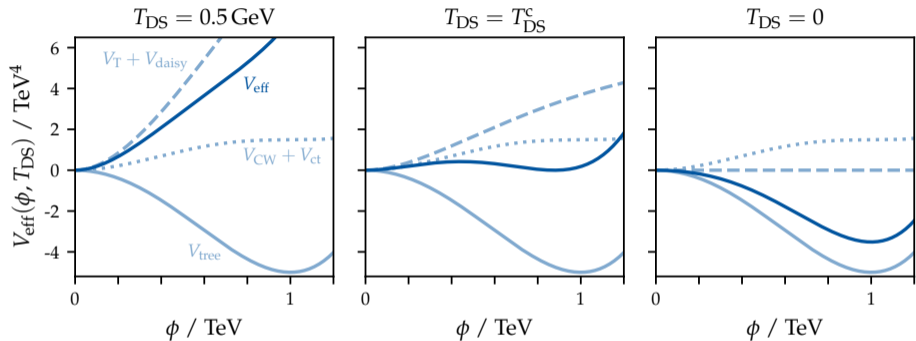 T_DS = 0.5 GeV
T_DS = T^c_DS
T_DS = 0
V_eff(ϕ, T_DS) / TeV⁴
6
4
2
0
-2
-4
V_T + V_daisy
V_eff
V_CW + V_ct
V_tree
0 1
0 1
0 1
ϕ / TeV
ϕ / TeV
ϕ / TeV